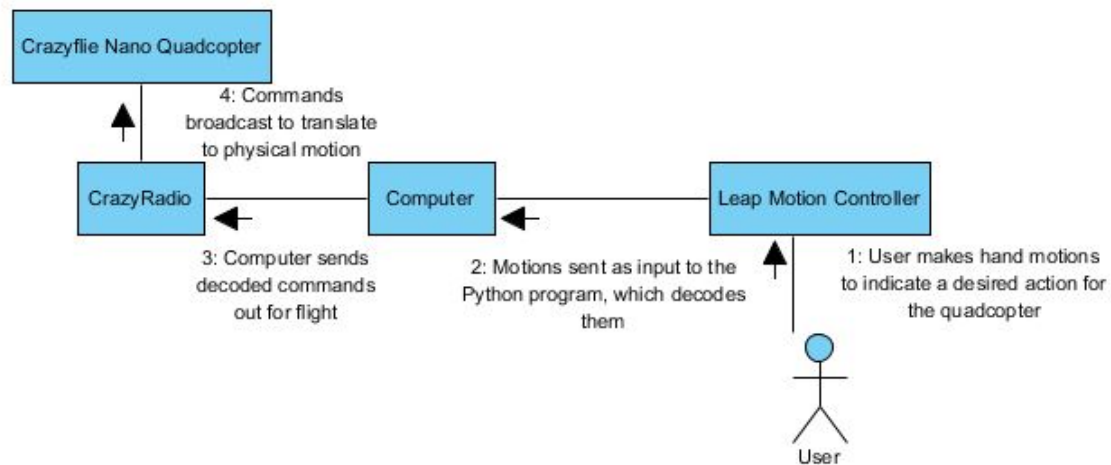 Crazyflie Nano Quadcopter
4: Commands
broadcast to translate
to physical motion
CrazyRadio
Computer
Leap Motion Controller
3: Computer sends
decoded commands
out for flight
2: Motions sent as input to the
Python program, which decodes
them
1: User makes hand motions
to indicate a desired action for
the quadcopter
User